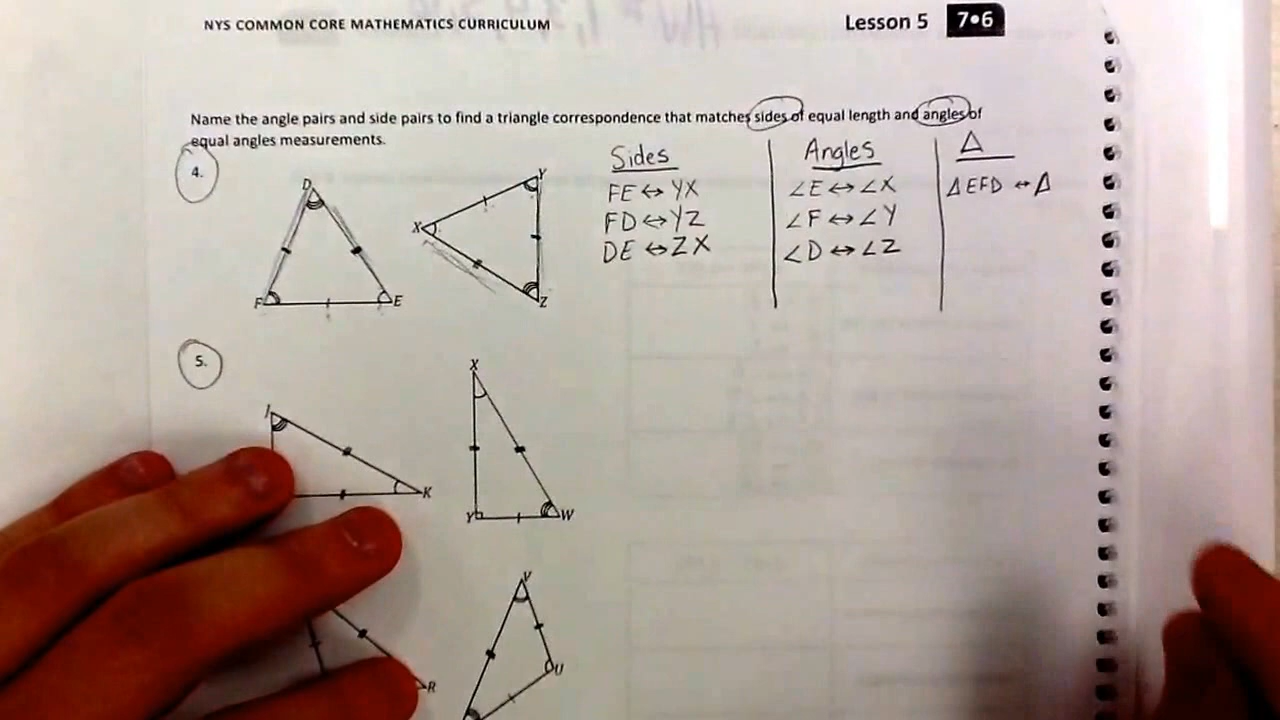 NYS COMMON CORE MATHEMATICS CURRICULUM
Lesson 5
7•6
Name the angle pairs and side pairs to find a triangle correspondence that matches sides of equal length and angles of
equal angles measurements.
4.
D
F
E
X
Y
Z
Sides
FE ↔ YX
FD ↔ YZ
DE ↔ ZX
Angles
∠E ↔ ∠X
∠F ↔ ∠Y
∠D ↔ ∠Z
Δ
ΔEFD ↔ Δ
5.
K
X
Y
W
R
V
U